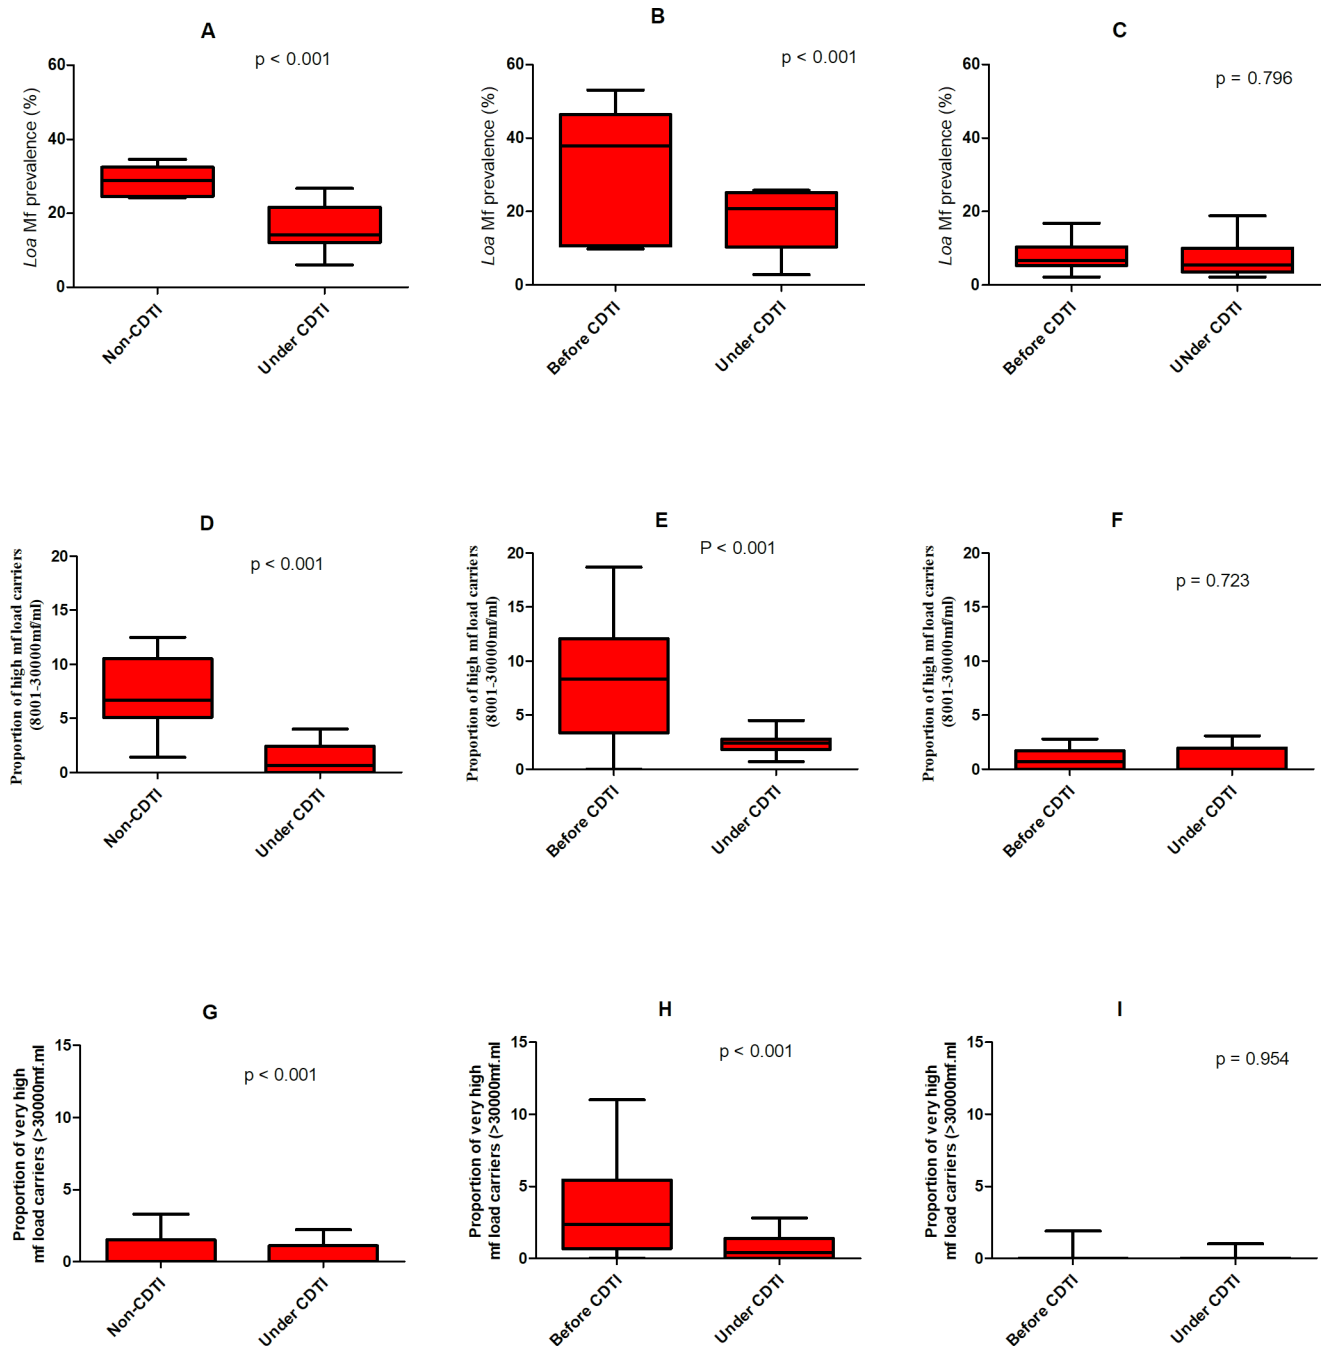 A
p < 0.001
Loa Mf prevalence (%)
60
40
20
0
Non-CDTI
Under CDTI
B
p < 0.001
Loa Mf prevalence (%)
60
40
20
0
Before CDTI
Under CDTI
C
p = 0.796
Loa Mf prevalence (%)
60
40
20
0
Before CDTI
UNder CDTI
D
p < 0.001
Proportion of high mf load carriers
(8001-30000mf/ml)
20
15
10
5
0
Non-CDTI
Under CDTI
E
P < 0.001
Proportion of high mf load carriers
(8001-30000mf/ml)
20
15
10
5
0
Before CDTI
Under CDTI
F
p = 0.723
Proportion of high mf load carriers
(8001-30000mf/ml)
20
15
10
5
0
Before CDTI
Under CDTI
G
p < 0.001
Proportion of very high
mf load carriers (>30000mf.ml
15
10
5
0
Non-CDTI
Under CDTI
H
p < 0.001
Proportion of very high
mf load carriers (>30000mf.ml
15
10
5
0
Before CDTI
Under CDTI
I
p = 0.954
Proportion of very high
mf load carriers (>30000mf.ml
15
10
5
0
Before CDTI
Under CDTI